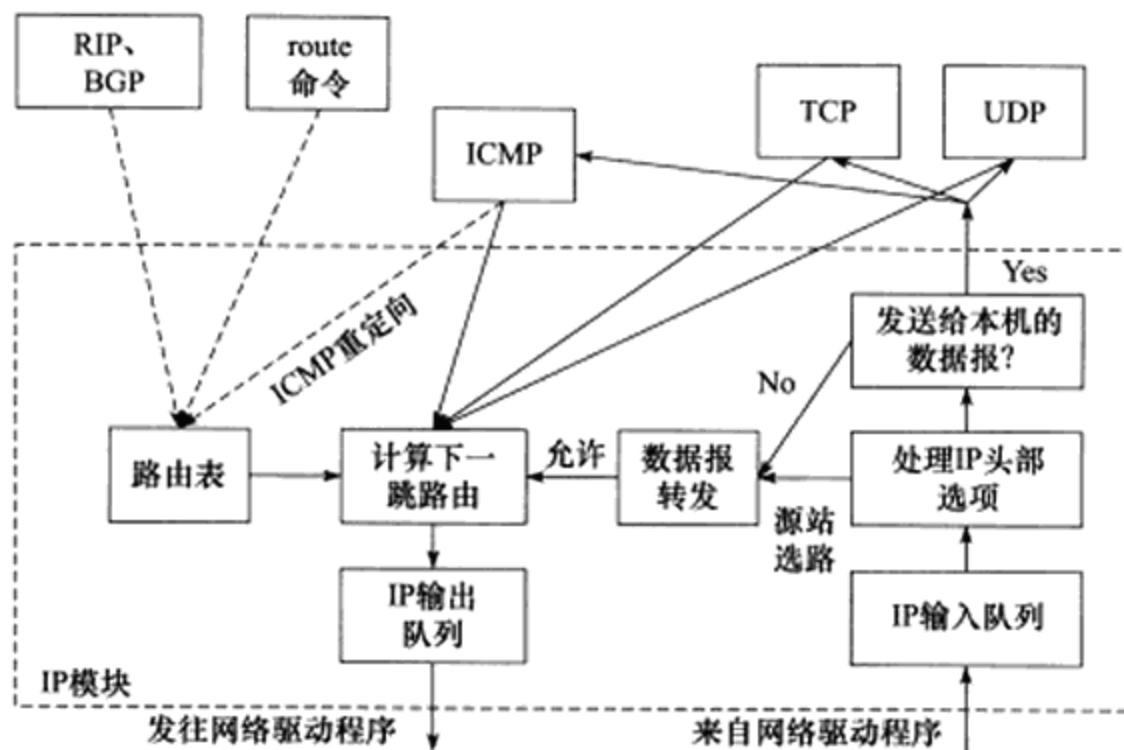 RIP、
BGP
route
命令
ICMP
TCP
UDP
ICMP重定向
Yes
发送给本机的
数据报?
No
路由表
计算下一
跳路由
允许
数据报
转发
处理IP头部
选项
源站
选路
IP输出
队列
IP输入队列
IP模块
发往网络驱动程序
来自网络驱动程序